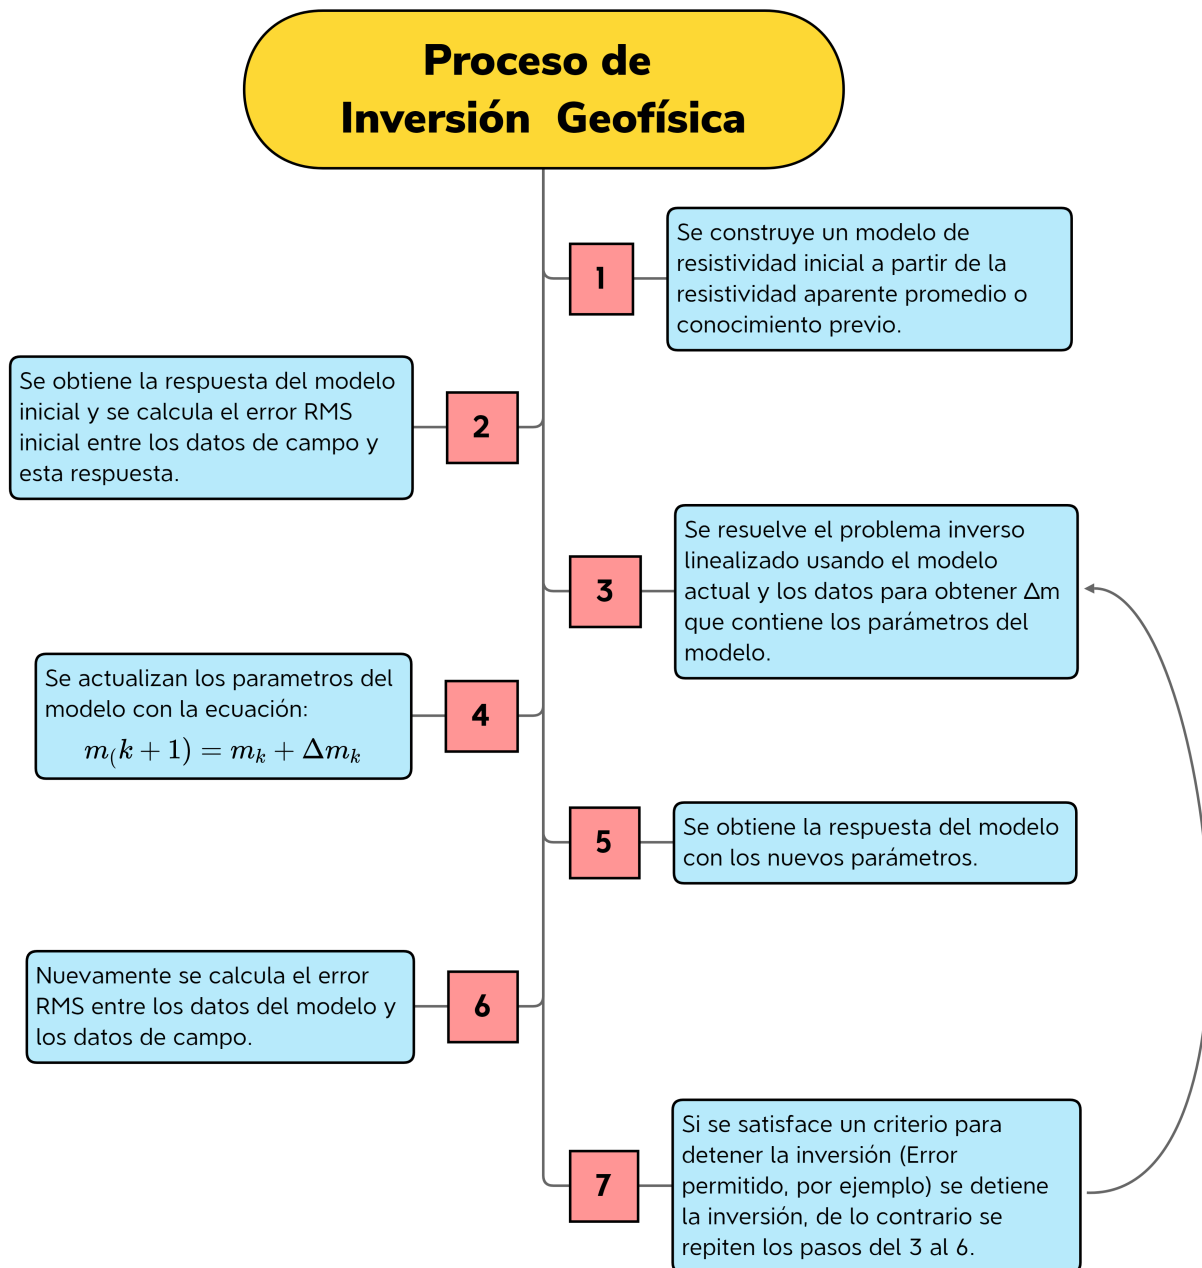 Proceso de
Inversión Geofísica
1
Se construye un modelo de
resistividad inicial a partir de la
resistividad aparente promedio o
conocimiento previo.
2
Se obtiene la respuesta del modelo
inicial y se calcula el error RMS
inicial entre los datos de campo y
esta respuesta.
3
Se resuelve el problema inverso
linealizado usando el modelo
actual y los datos para obtener Δm
que contiene los parámetros del
modelo.
4
Se actualizan los parametros del
modelo con la ecuación:
m₍k + 1) = mₖ + Δmₖ
5
Se obtiene la respuesta del modelo
con los nuevos parámetros.
6
Nuevamente se calcula el error
RMS entre los datos del modelo y
los datos de campo.
7
Si se satisface un criterio para
detener la inversión (Error
permitido, por ejemplo) se detiene
la inversión, de lo contrario se
repiten los pasos del 3 al 6.